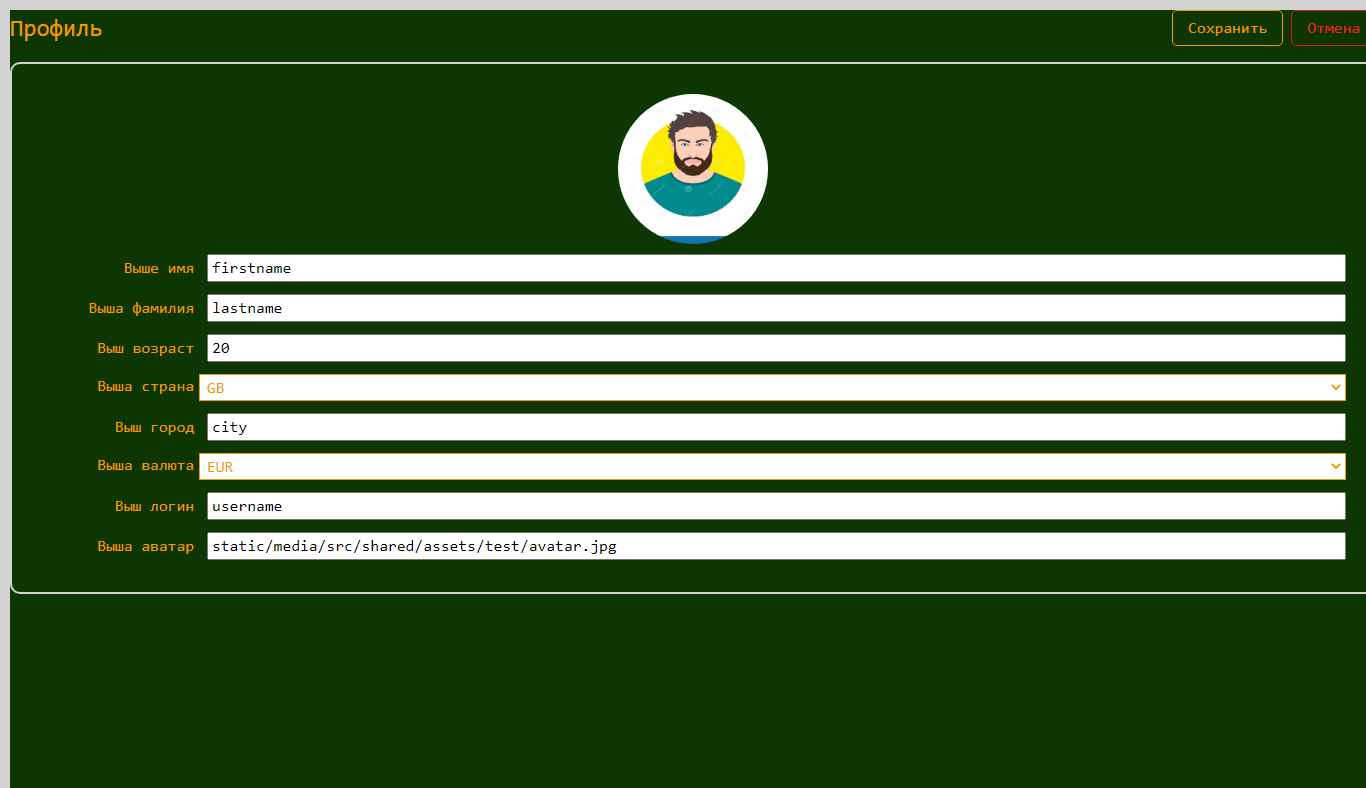 Профиль
Сохранить
Отмена
Выше имя firstname
Выша фамилия lastname
Выш возраст 20
Выша страна GB
Выш город city
Выша валюта EUR
Выш логин username
Выша аватар static/media/src/shared/assets/test/avatar.jpg